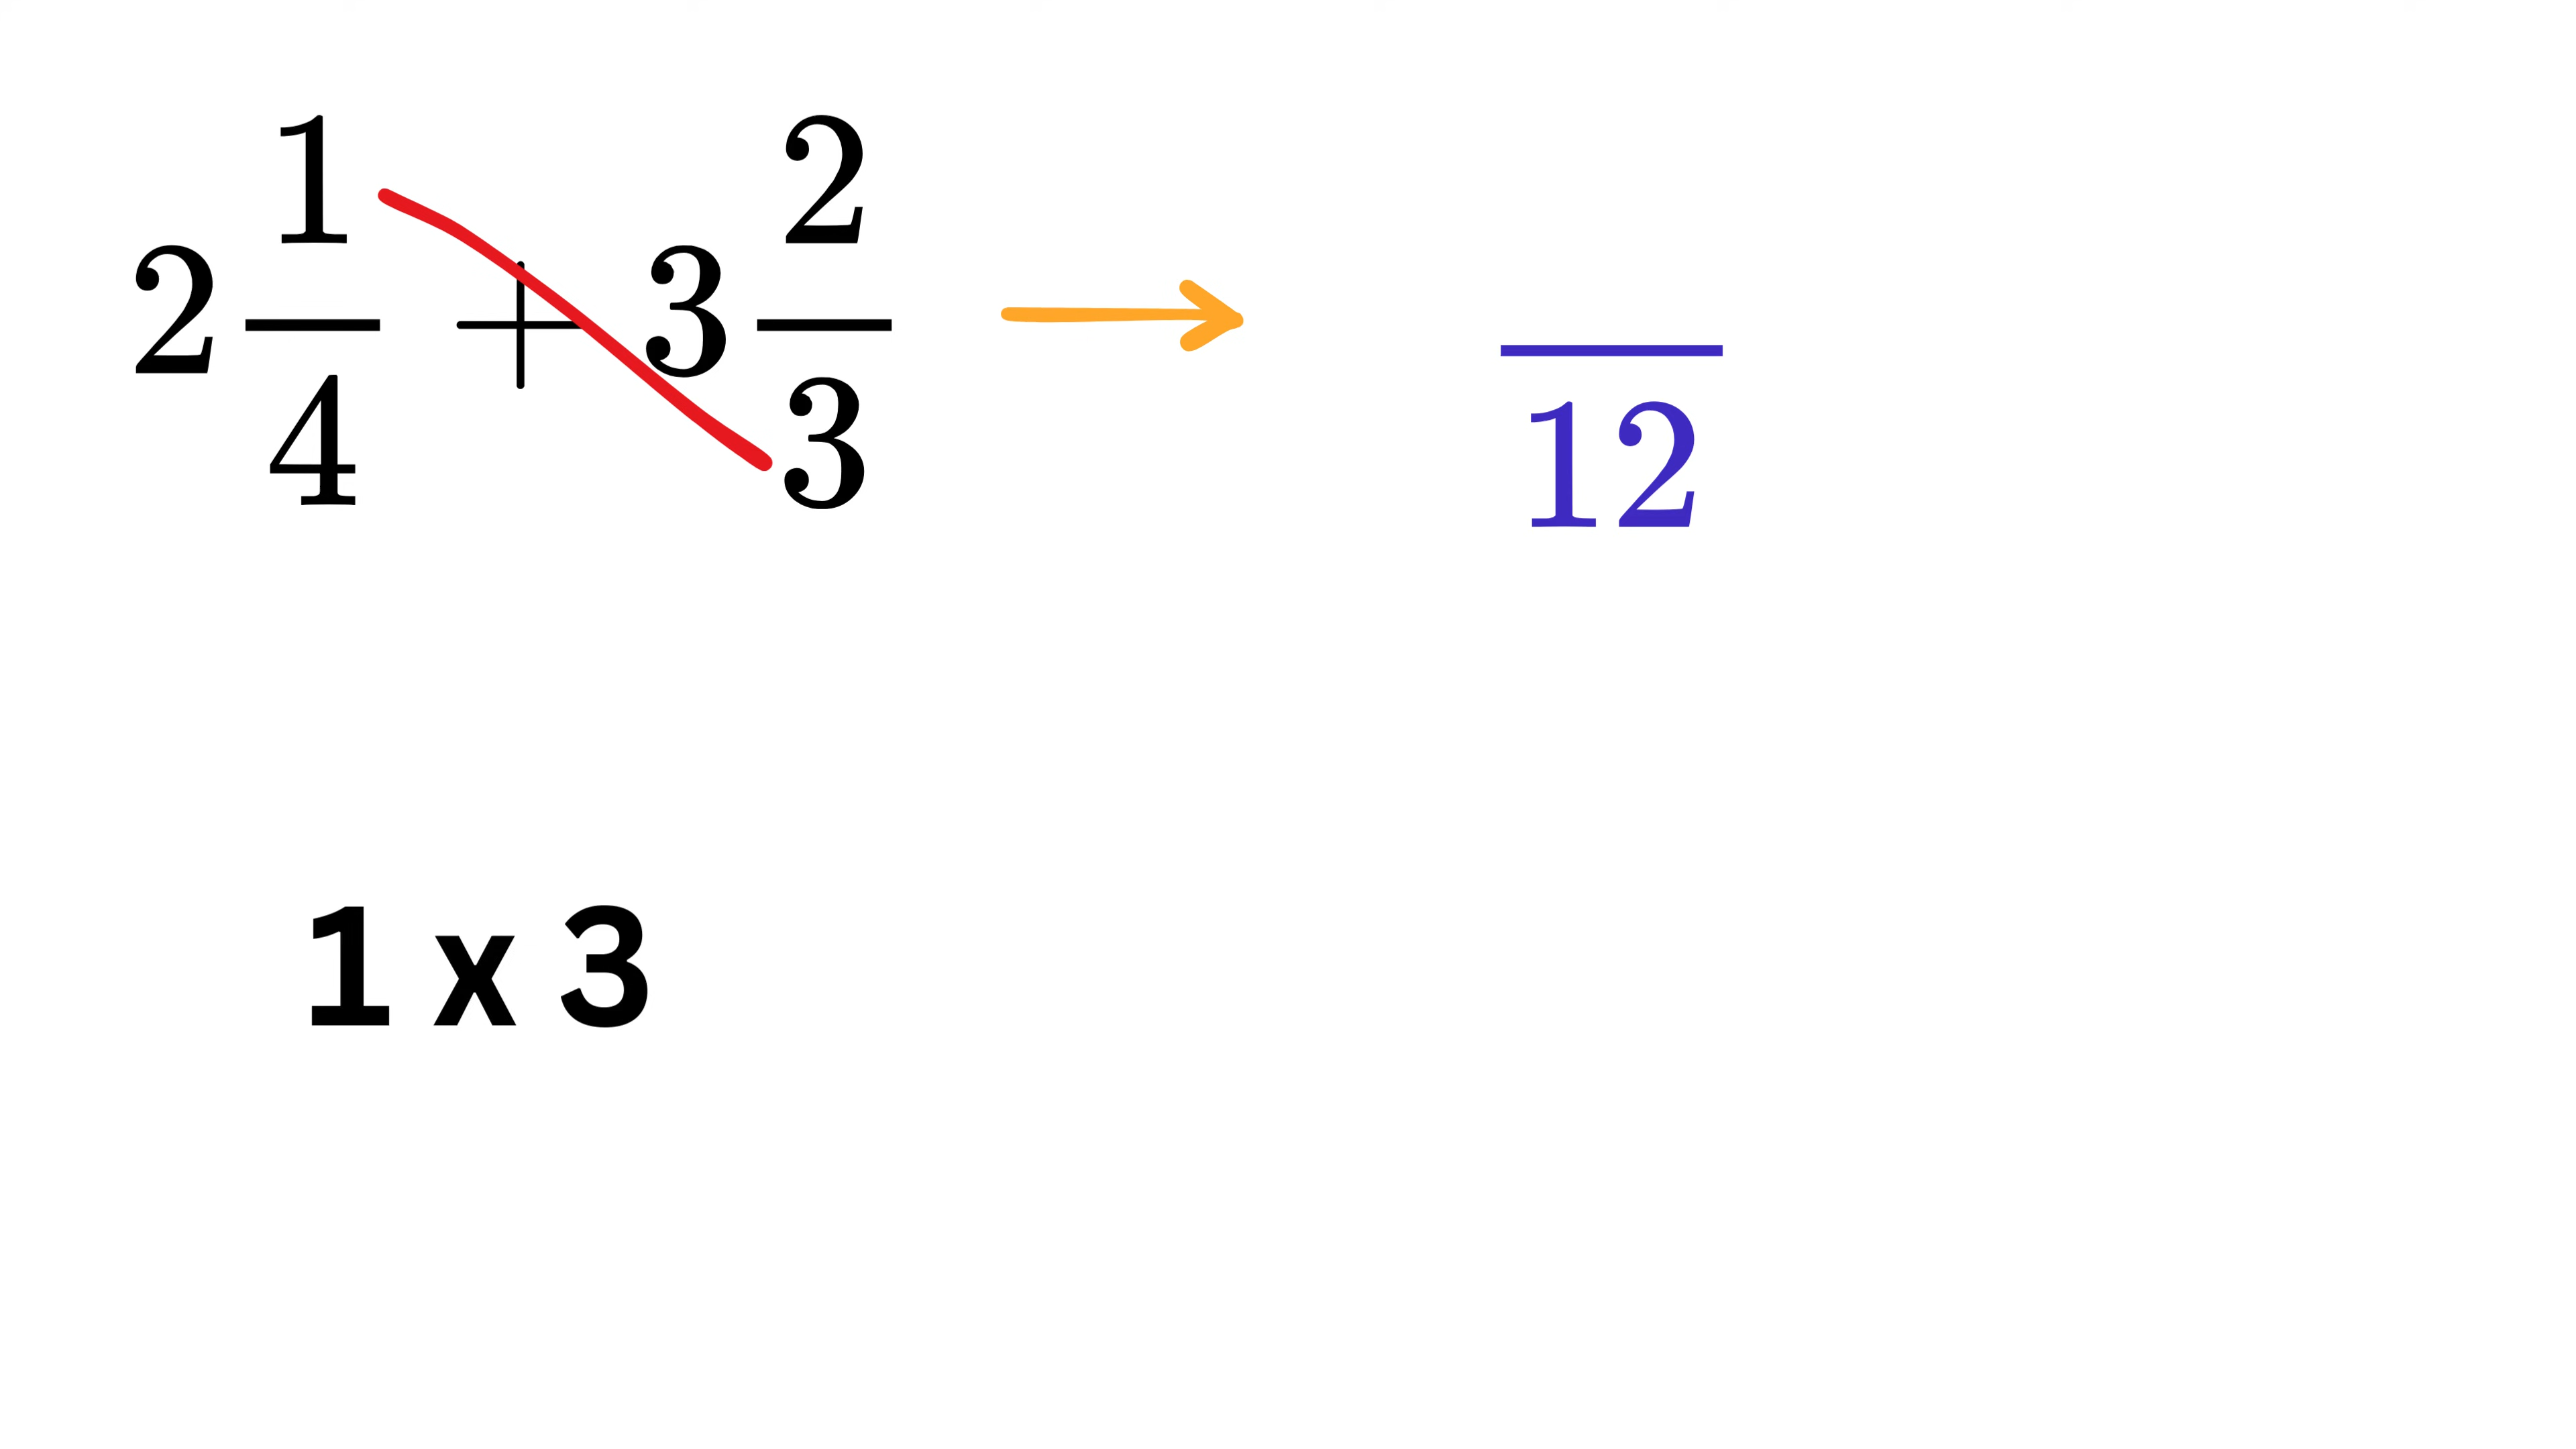 2 1/4 + 3 2/3 → /12
1 x 3